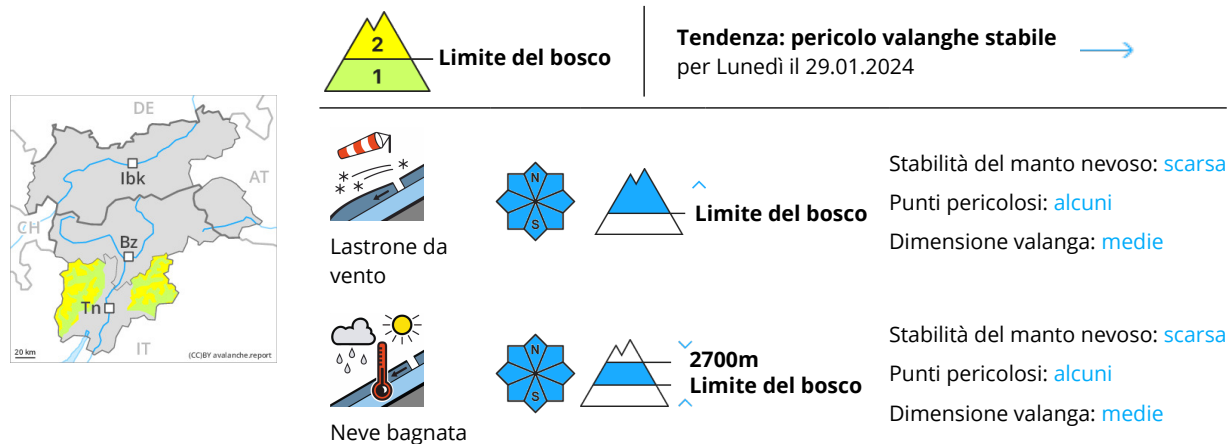 2
1
Limite del bosco
Tendenza: pericolo valanghe stabile
per Lunedì il 29.01.2024
DE
Ibk
AT
CH
Bz
Tn
IT
20 km
(CC)BY avalanche.report
Lastrone da
vento
N
S
Limite del bosco
Stabilità del manto nevoso: scarsa
Punti pericolosi: alcuni
Dimensione valanga: medie
Neve bagnata
N
S
2700m
Limite del bosco
Stabilità del manto nevoso: scarsa
Punti pericolosi: alcuni
Dimensione valanga: medie